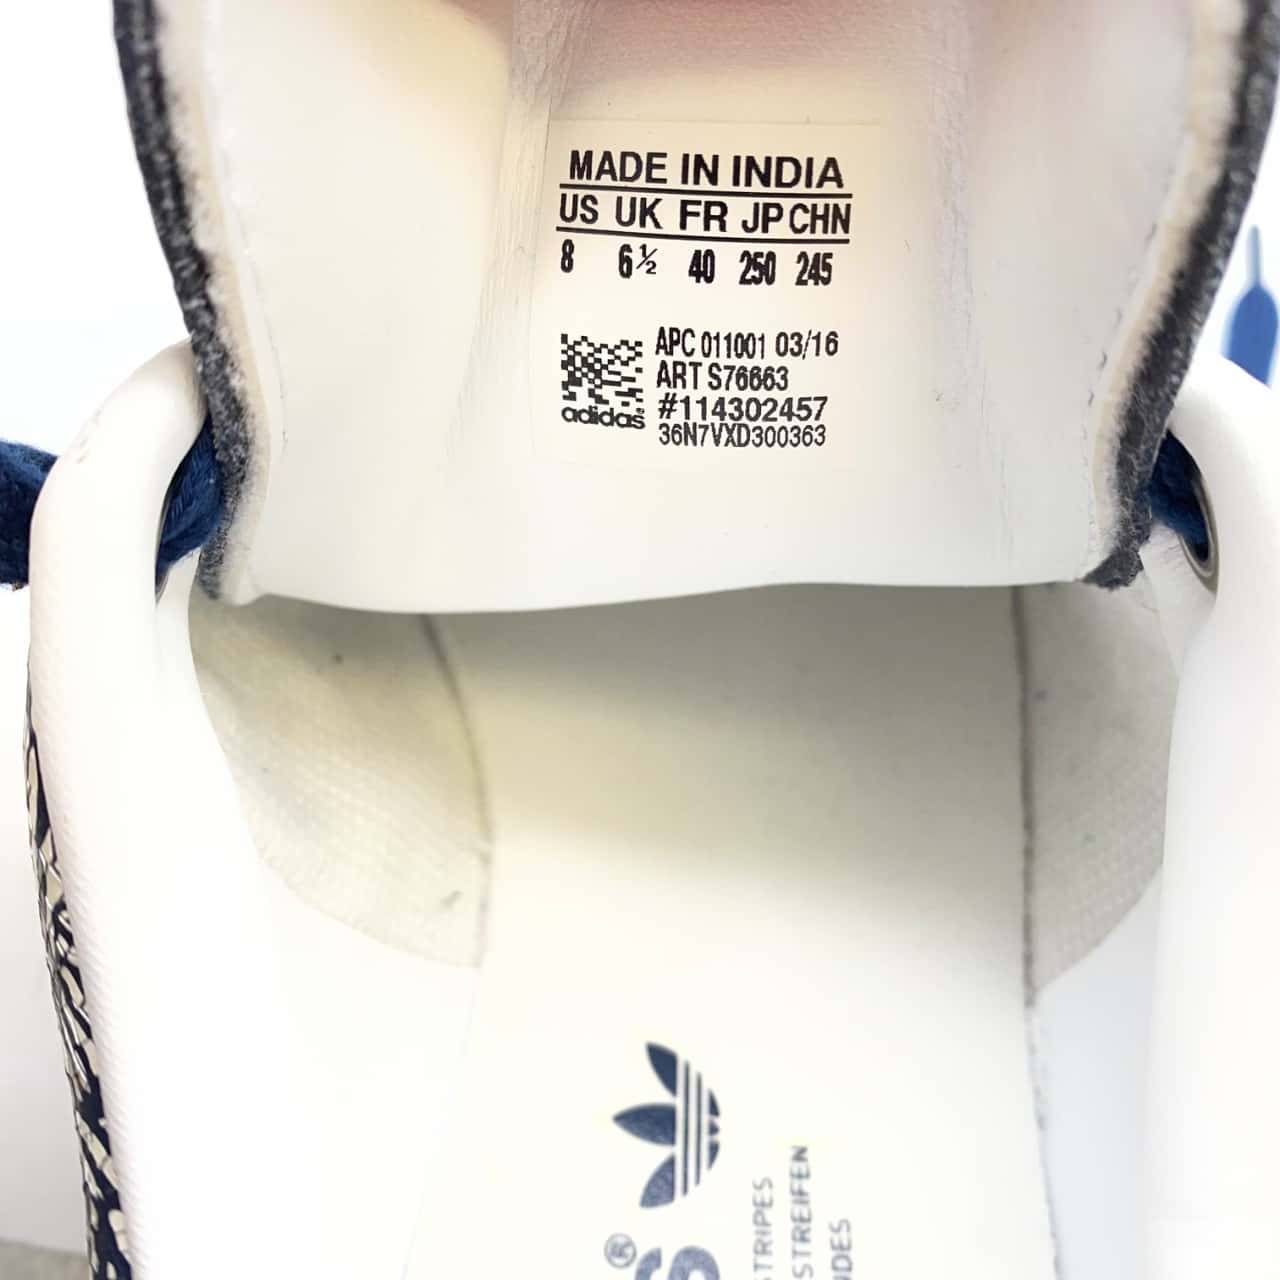 MADE IN INDIA
US UK FR JP CHN
8 6½ 40 250 245
APC 011001 03/16
ART S76663
#114302457
36N7VXD300363
adidas
®
STREIFEN